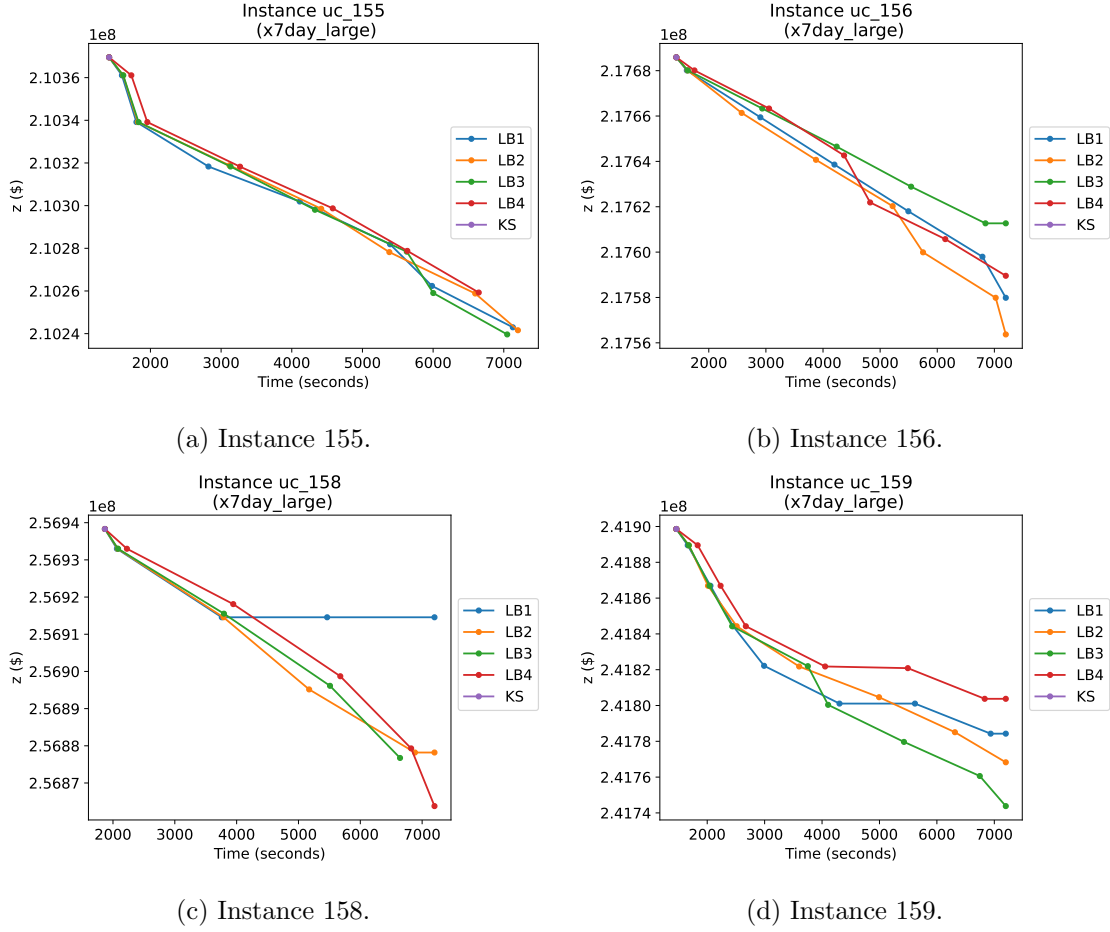 Instance uc_155
(x7day_large)
1e8
2.1036
2.1034
2.1032
2.1030
2.1028
2.1026
2.1024
z ($)
2000 3000 4000 5000 6000 7000
Time (seconds)
LB1
LB2
LB3
LB4
KS
(a) Instance 155.
Instance uc_156
(x7day_large)
1e8
2.1768
2.1766
2.1764
2.1762
2.1760
2.1758
2.1756
z ($)
2000 3000 4000 5000 6000 7000
Time (seconds)
LB1
LB2
LB3
LB4
KS
(b) Instance 156.
Instance uc_158
(x7day_large)
1e8
2.5694
2.5693
2.5692
2.5691
2.5690
2.5689
2.5688
2.5687
z ($)
2000 3000 4000 5000 6000 7000
Time (seconds)
LB1
LB2
LB3
LB4
KS
(c) Instance 158.
Instance uc_159
(x7day_large)
1e8
2.4190
2.4188
2.4186
2.4184
2.4182
2.4180
2.4178
2.4176
2.4174
z ($)
2000 3000 4000 5000 6000 7000
Time (seconds)
LB1
LB2
LB3
LB4
KS
(d) Instance 159.